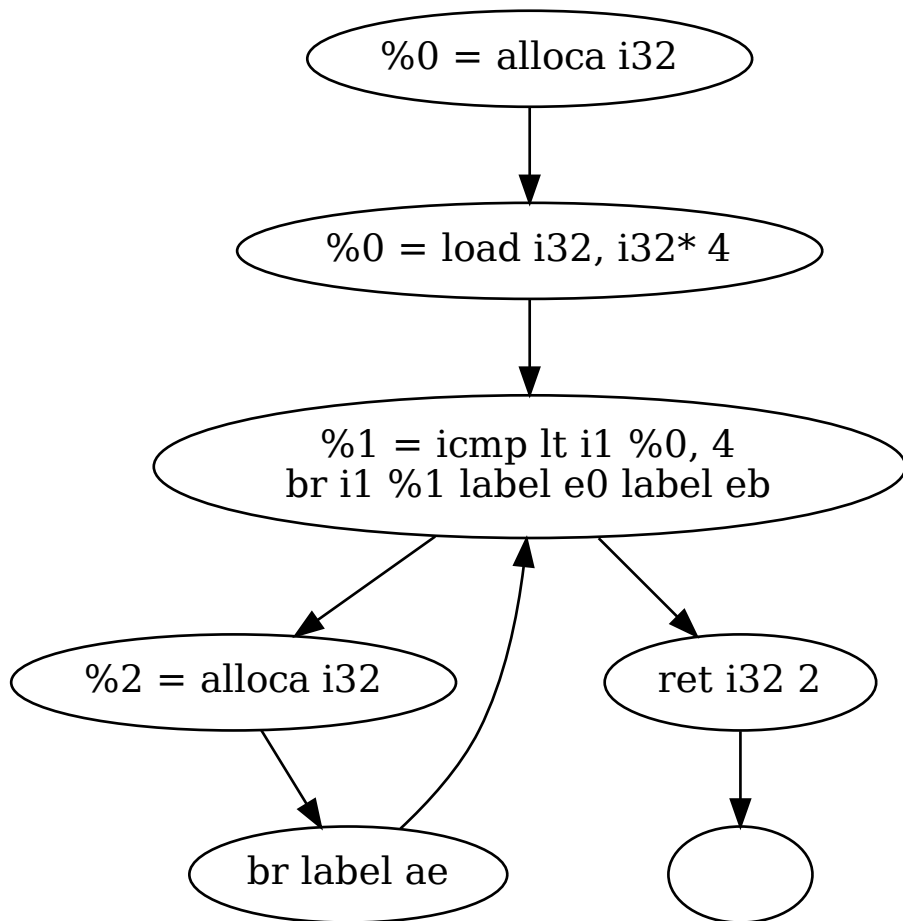 %0 = alloca i32
%0 = load i32, i32* 4
%1 = icmp lt i1 %0, 4
br i1 %1 label e0 label eb
%2 = alloca i32
ret i32 2
br label ae